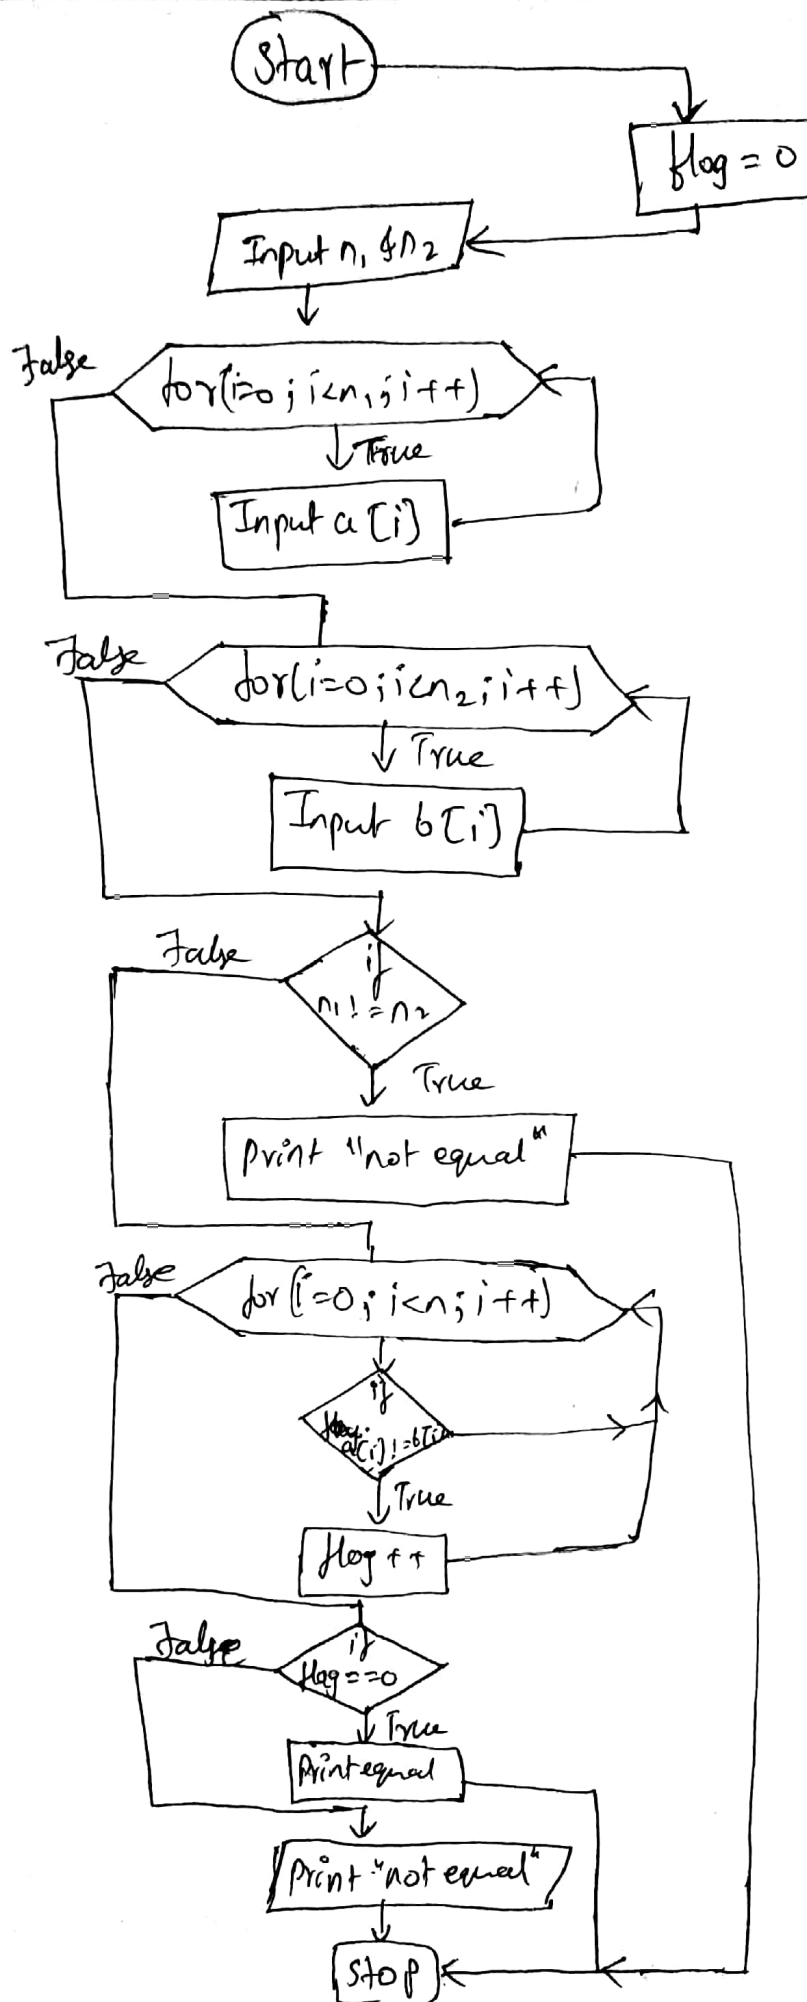 Start
flag = 0
Input n₁ & n₂
False
for(i=0 ; i<n₁ ; i++)
True
Input a[i]
False
for(i=0 ; i<n₂ ; i++)
True
Input b[i]
False
if
n₁ != n₂
True
print "not equal"
False
for (i=0 ; i<n ; i++)
if
a[i] != b[i]
True
flag ++
False
if
flag ==0
True
print equal
print "not equal"
Stop